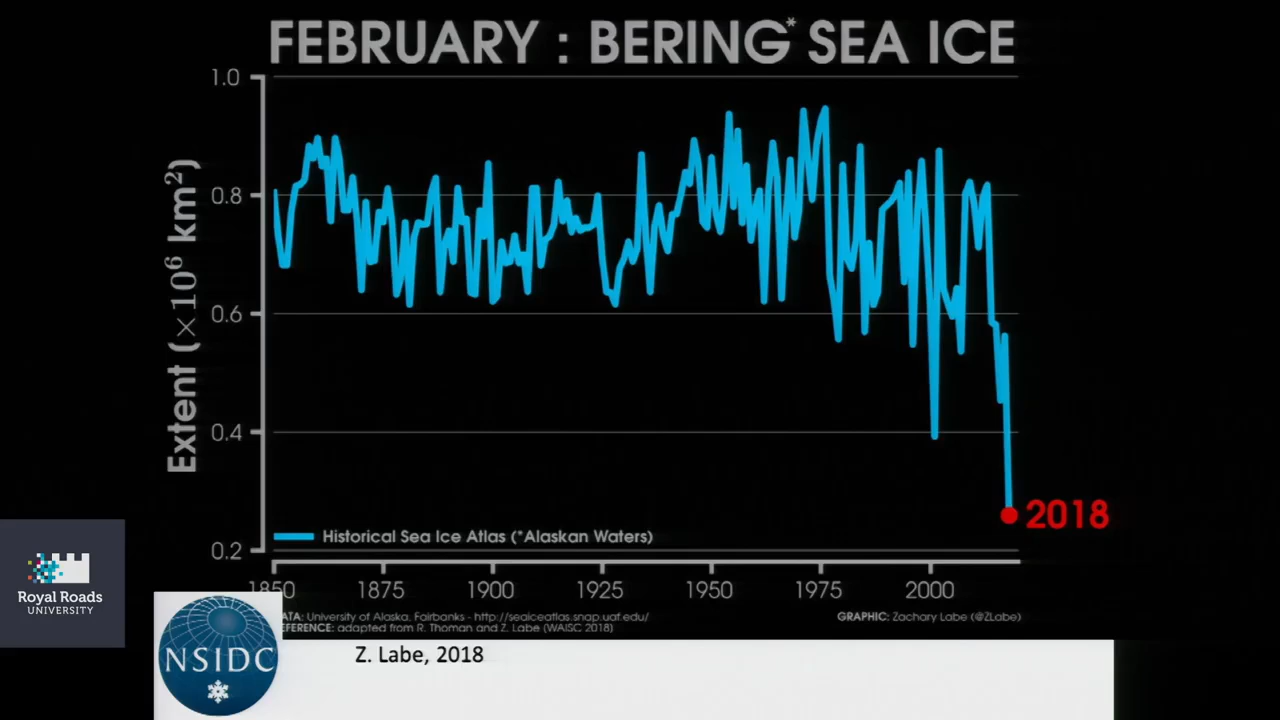 FEBRUARY : BERING* SEA ICE
1.0
0.8
0.6
0.4
0.2
Extent (×10⁶ km²)
2018
Historical Sea Ice Atlas (*Alaskan Waters)
1850 1875 1900 1925 1950 1975 2000
DATA: University of Alaska, Fairbanks - http://seaiceatlas.snap.uaf.edu/
REFERENCE: adapted from R. Thoman and Z. Labe (WAISC 2018)
GRAPHIC: Zachary Labe (@ZLabe)
Royal Roads
UNIVERSITY
NSIDC
Z. Labe, 2018